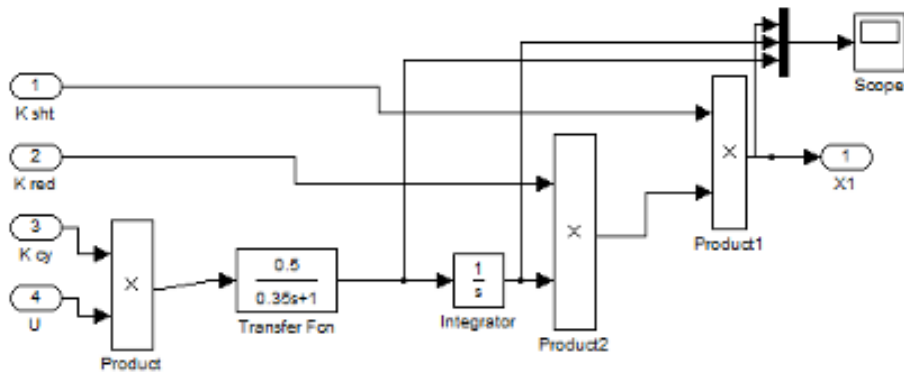 Scope
1
K sht
2
K red
3
K cy
4
U
×
Product
0.5
0.35s+1
Transfer Fcn
1
s
Integrator
×
Product2
×
Product1
1
X1